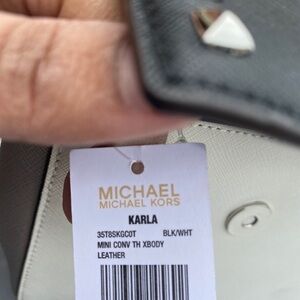 MICHAEL
MICHAEL KORS
KARLA
35T8SKGC0T BLK/WHT
MINI CONV TH XBODY
LEATHER